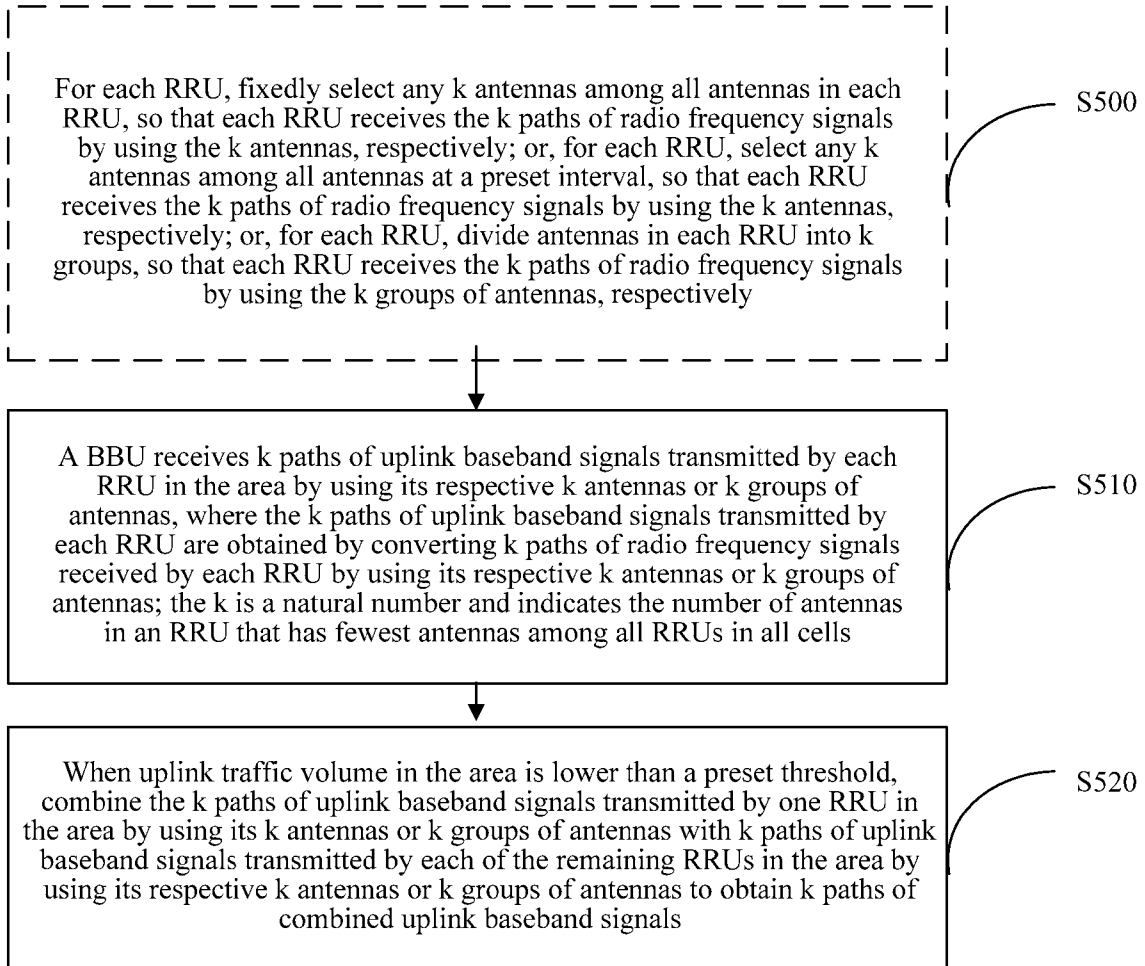 For each RRU, fixedly select any k antennas among all antennas in each
RRU, so that each RRU receives the k paths of radio frequency signals
by using the k antennas, respectively; or, for each RRU, select any k
antennas among all antennas at a preset interval, so that each RRU
receives the k paths of radio frequency signals by using the k antennas,
respectively; or, for each RRU, divide antennas in each RRU into k
groups, so that each RRU receives the k paths of radio frequency signals
by using the k groups of antennas, respectively
S500
A BBU receives k paths of uplink baseband signals transmitted by each
RRU in the area by using its respective k antennas or k groups of
antennas, where the k paths of uplink baseband signals transmitted by
each RRU are obtained by converting k paths of radio frequency signals
received by each RRU by using its respective k antennas or k groups of
antennas; the k is a natural number and indicates the number of antennas
in an RRU that has fewest antennas among all RRUs in all cells
S510
When uplink traffic volume in the area is lower than a preset threshold,
combine the k paths of uplink baseband signals transmitted by one RRU in
the area by using its k antennas or k groups of antennas with k paths of uplink
baseband signals transmitted by each of the remaining RRUs in the area by
using its respective k antennas or k groups of antennas to obtain k paths of
combined uplink baseband signals
S520